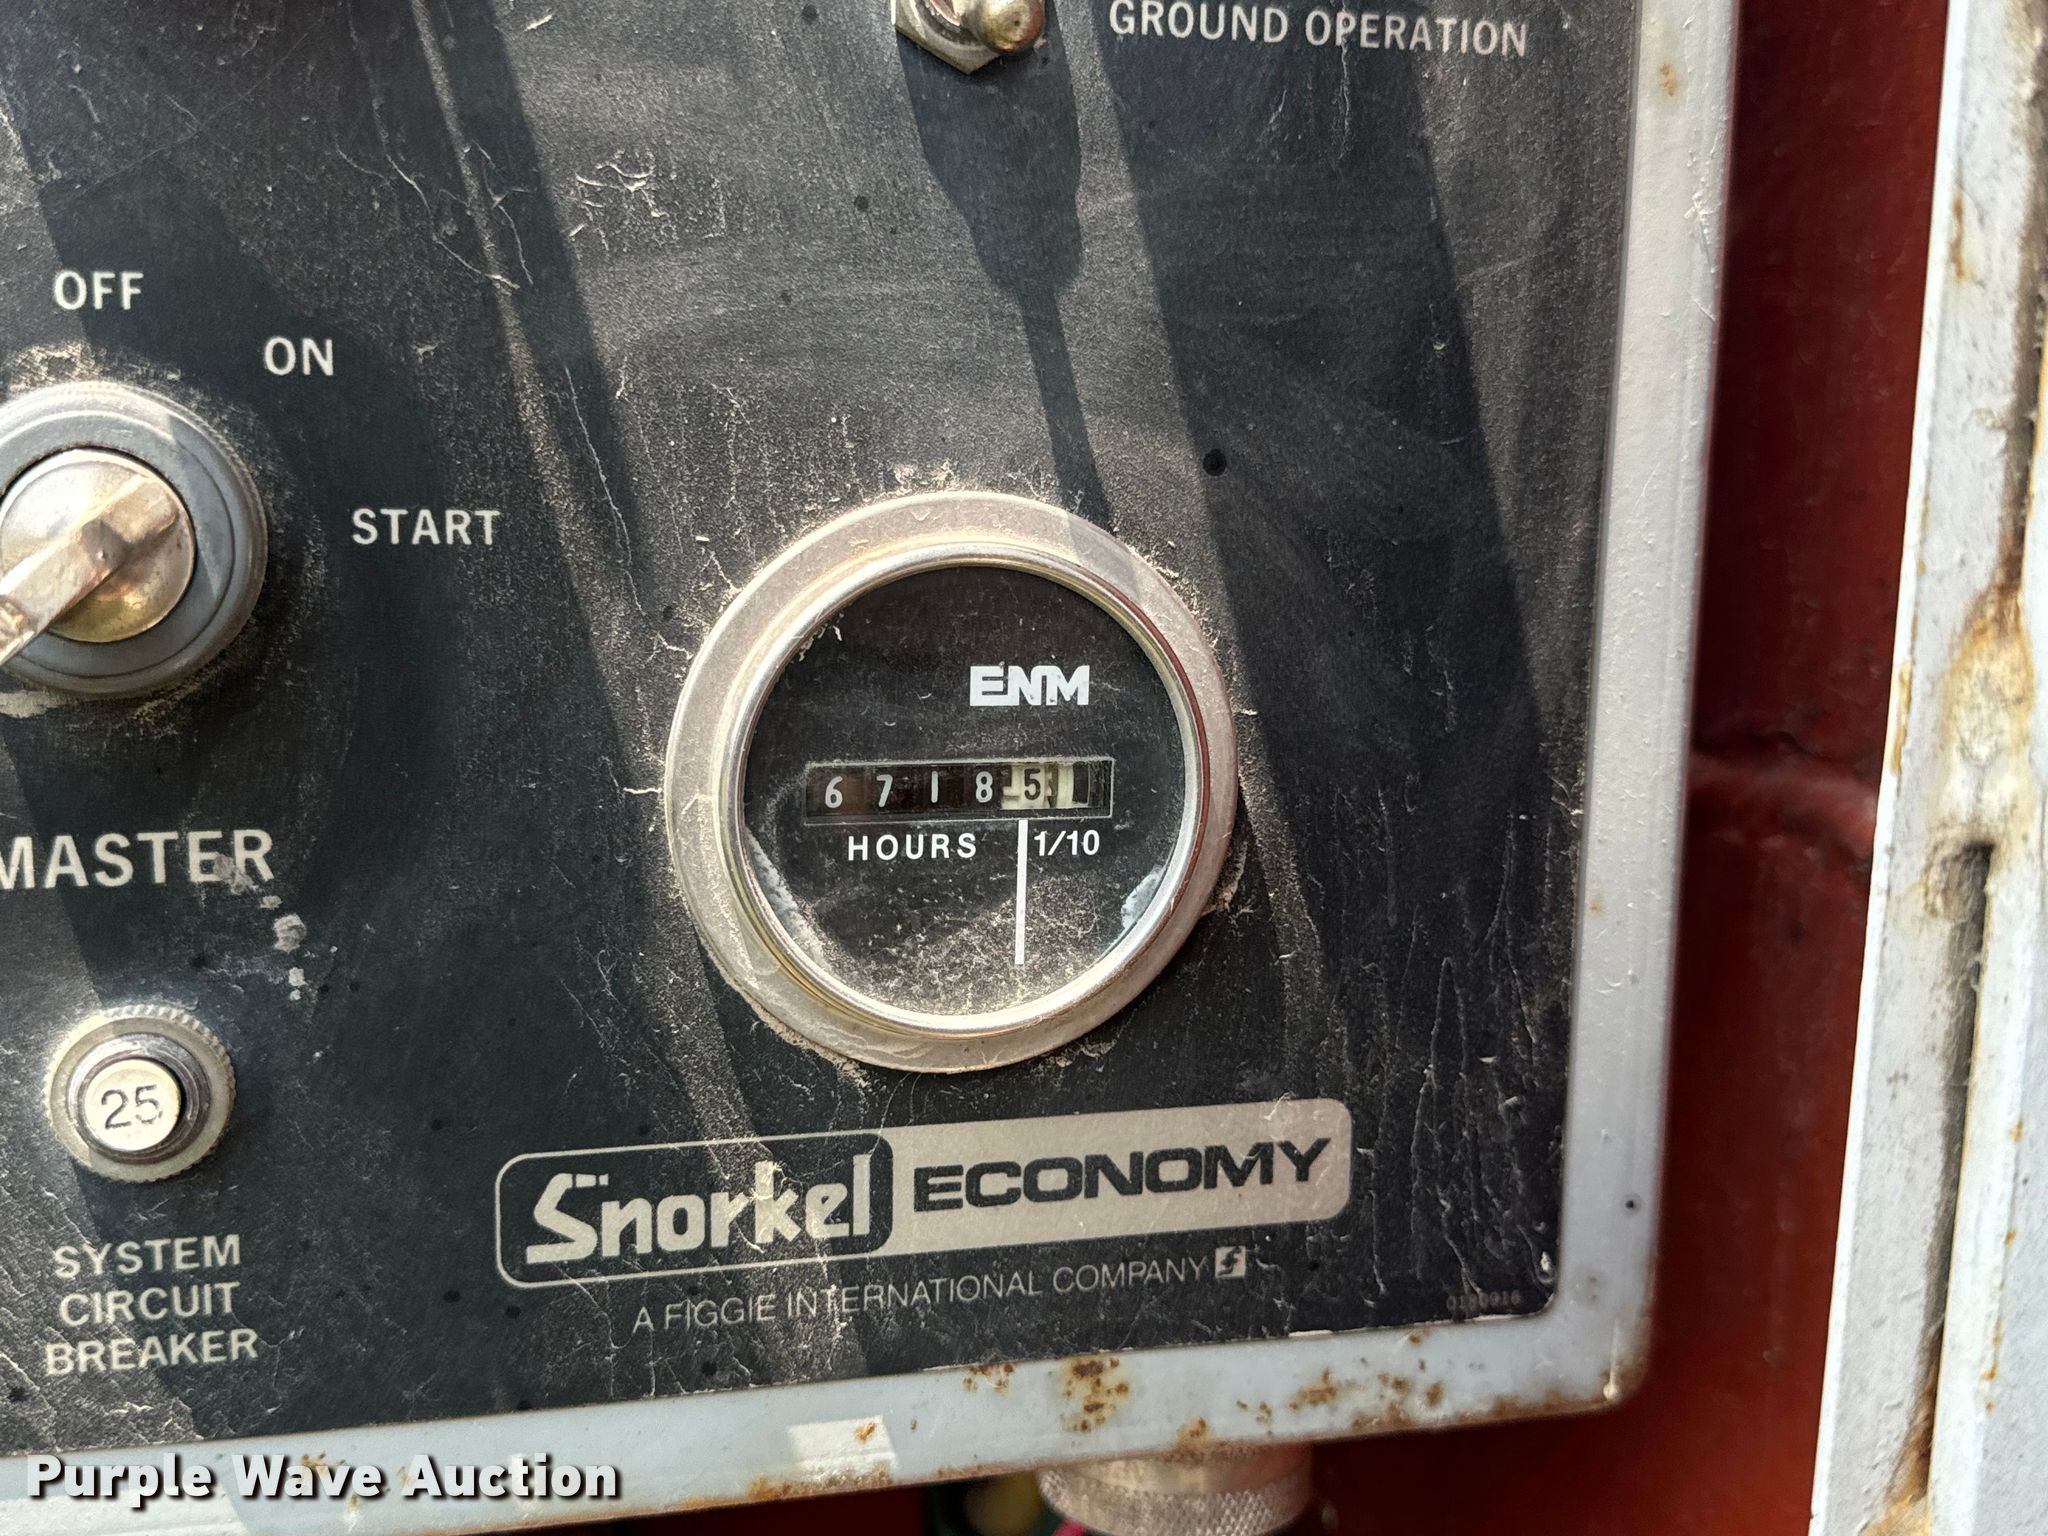 GROUND OPERATION
OFF
ON
START
ENM
6 7 1 8 5
HOURS 1/10
MASTER
25
SYSTEM
CIRCUIT
BREAKER
Snorkel ECONOMY
A FIGGIE INTERNATIONAL COMPANY
Purple Wave Auction